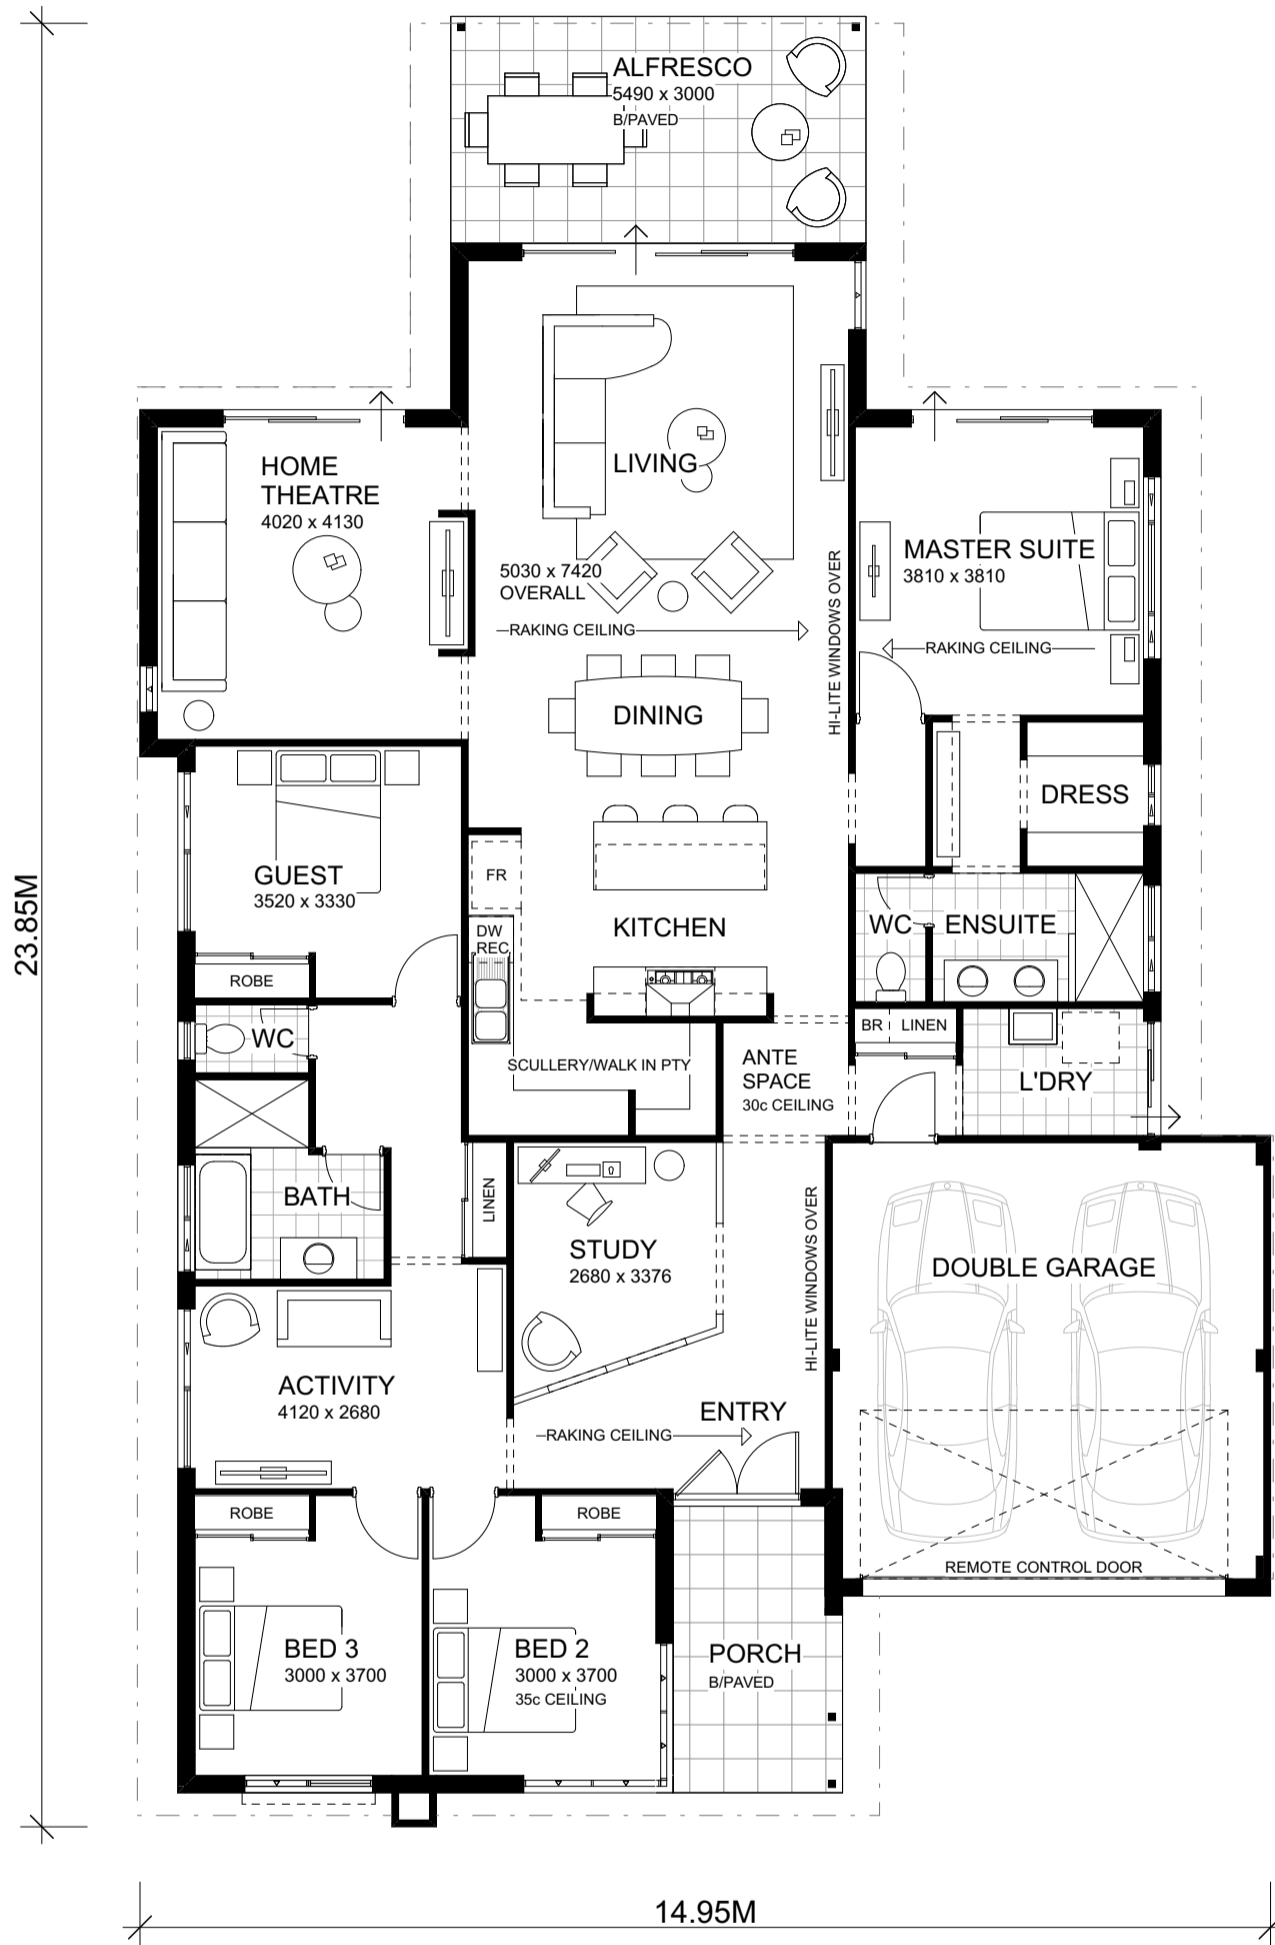 ALFRESCO
5490 x 3000
B/PAVED
LIVING
HOME
THEATRE
4020 x 4130
5030 x 7420
OVERALL
RAKING CEILING
HI-LITE WINDOWS OVER
MASTER SUITE
3810 x 3810
RAKING CEILING
DINING
DRESS
GUEST
3520 x 3330
ROBE
FR
DW
REC
KITCHEN
WC
ENSUITE
WC
SCULLERY/WALK IN PTY
ANTE
SPACE
30c CEILING
BR
LINEN
L'DRY
BATH
LINEN
STUDY
2680 x 3376
HI-LITE WINDOWS OVER
DOUBLE GARAGE
ACTIVITY
4120 x 2680
ENTRY
RAKING CEILING
ROBE
ROBE
REMOTE CONTROL DOOR
BED 3
3000 x 3700
BED 2
3000 x 3700
35c CEILING
PORCH
B/PAVED
23.85M
14.95M